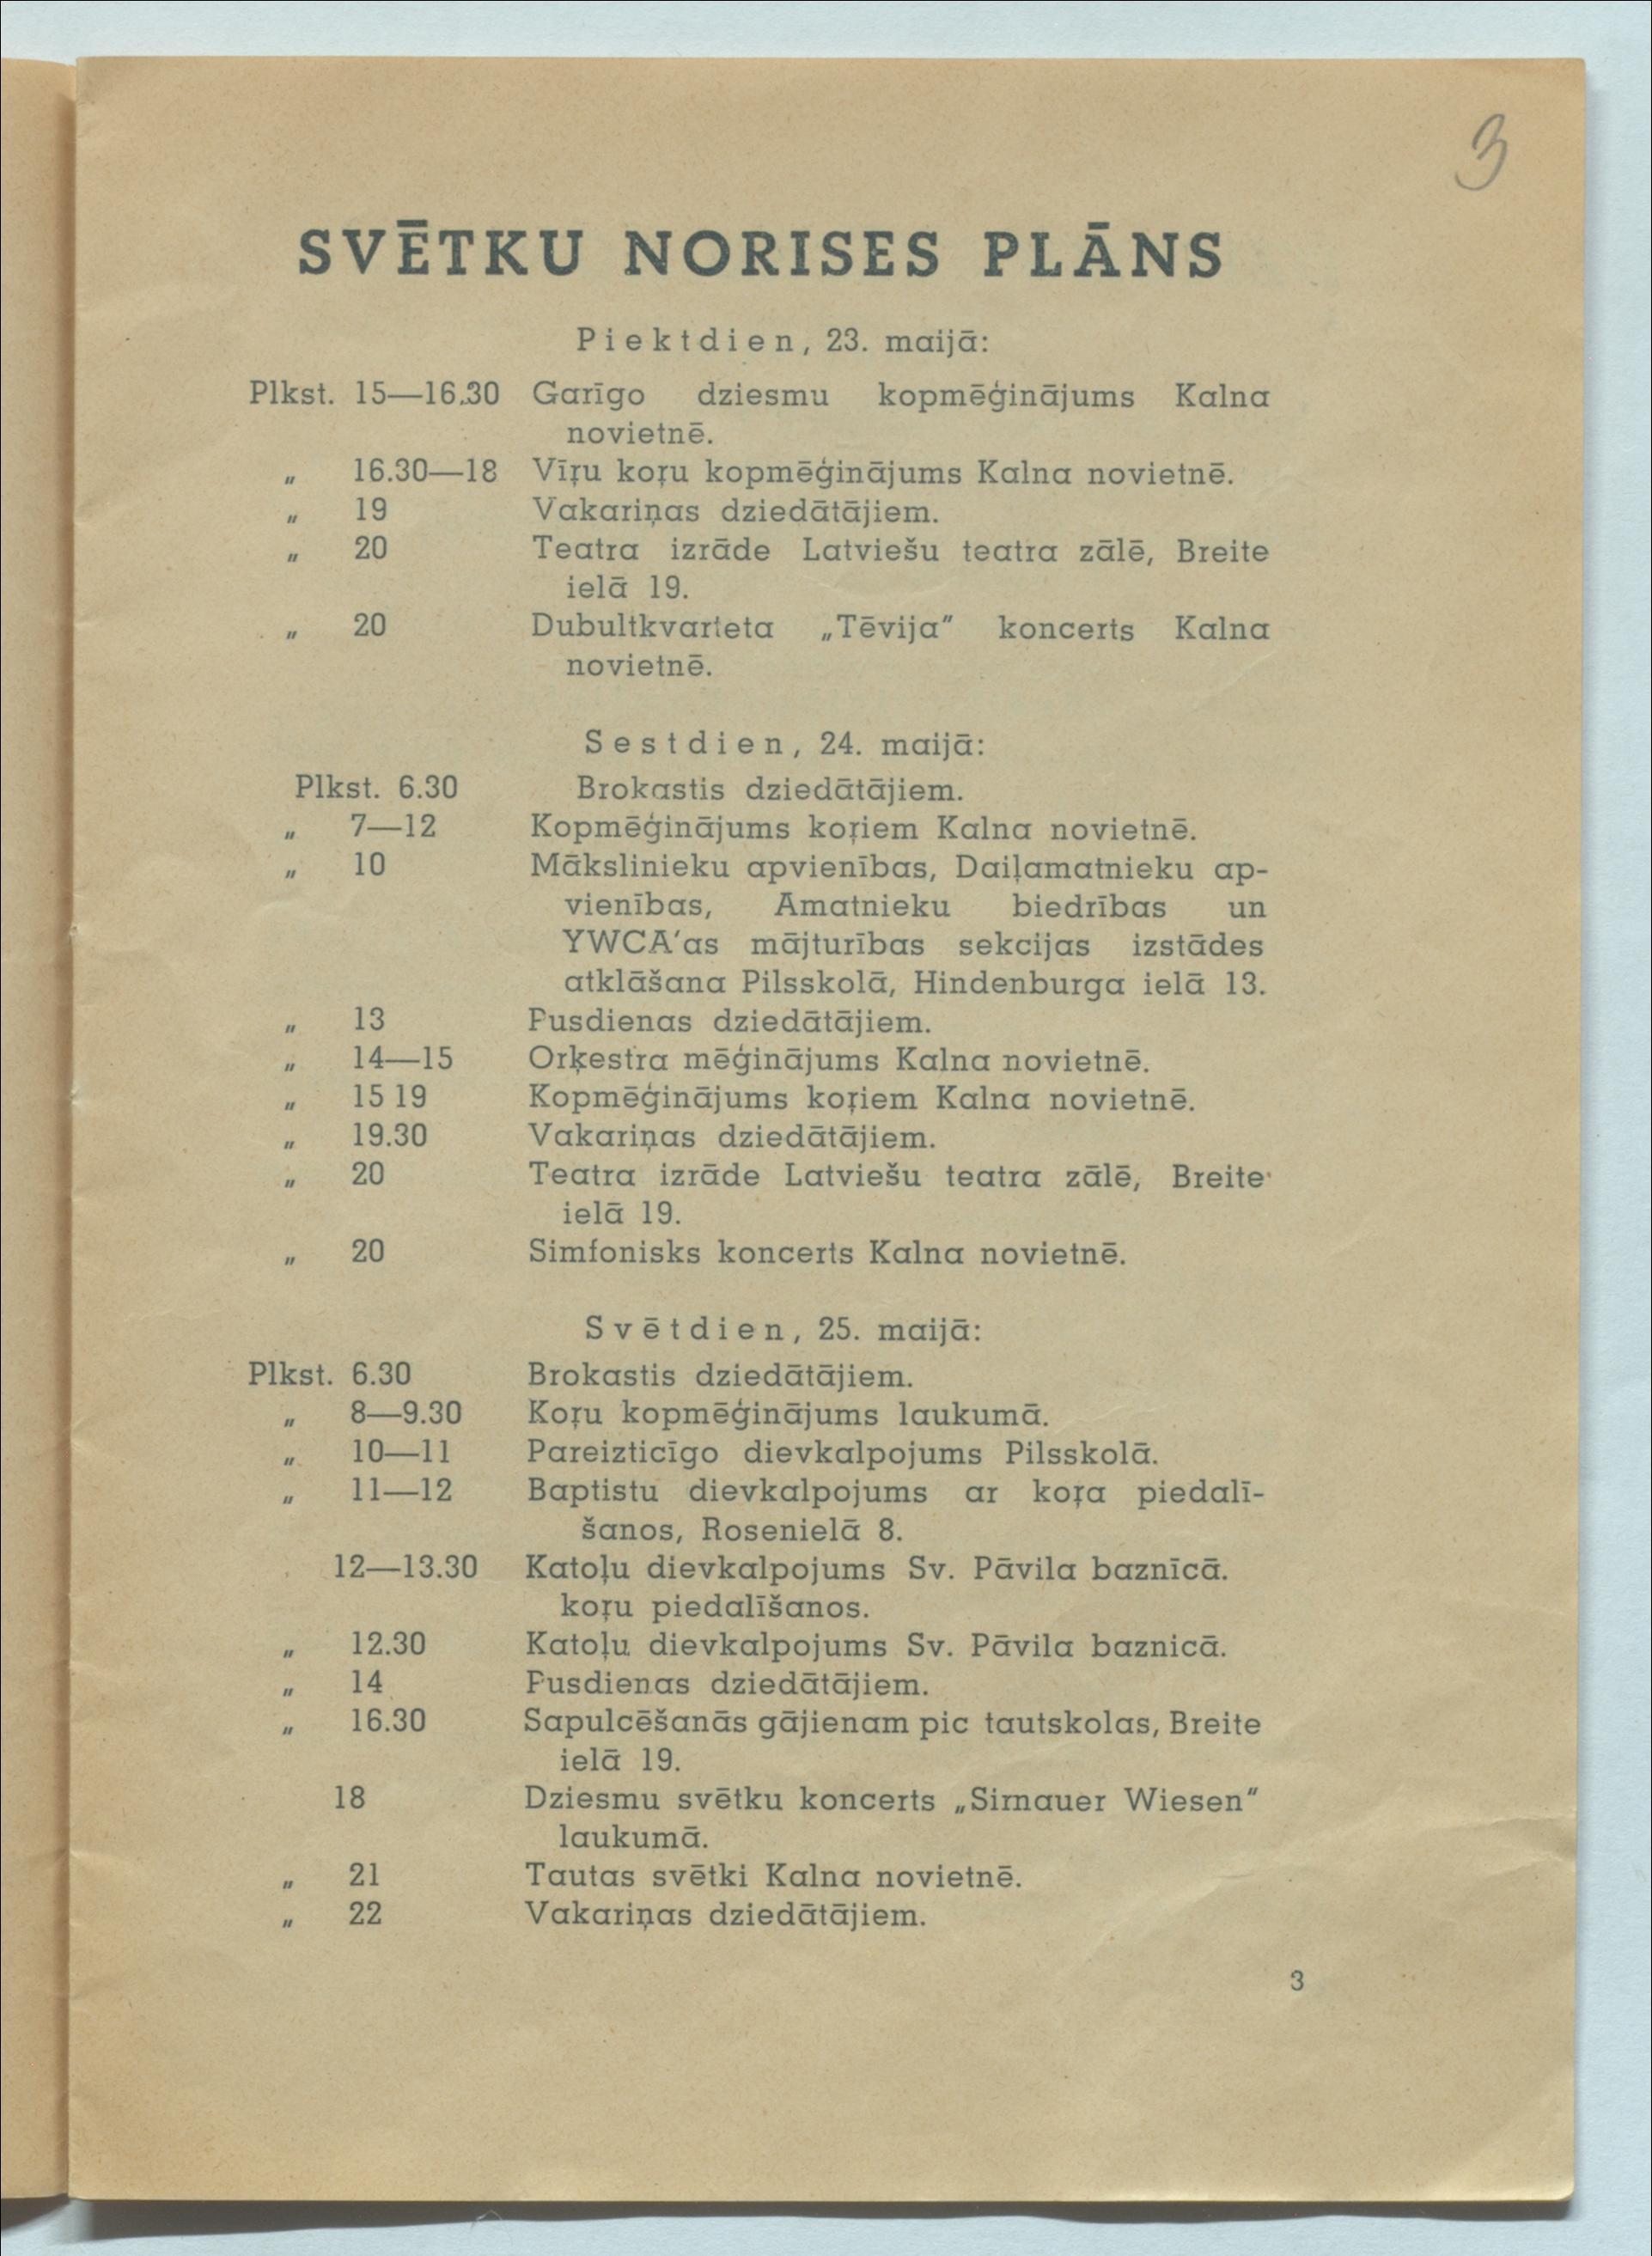 3
SVĒTKU NORISES PLĀNS
Piektdien, 23. maijā:
Plkst. 15—16.30 Garīgo dziesmu kopmēģinājums Kalna
novietnē.
„ 16.30—18 Vīŗu koŗu kopmēģinājums Kalna novietnē.
„ 19 Vakariņas dziedātājiem.
„ 20 Teatra izrāde Latviešu teatra zālē, Breite
ielā 19.
„ 20 Dubultkvarteta „Tēvija” koncerts Kalna
novietnē.
Sestdien, 24. maijā:
Plkst. 6.30 Brokastis dziedātājiem.
„ 7—12 Kopmēģinājums koŗiem Kalna novietnē.
„ 10 Mākslinieku apvienības, Daiļamatnieku ap-
vienības, Amatnieku biedrības un
YWCA’as mājturības sekcijas izstādes
atklāšana Pilsskolā, Hindenburga ielā 13.
„ 13 Pusdienas dziedātājiem.
„ 14—15 Orķestra mēģinājums Kalna novietnē.
„ 15 19 Kopmēģinājums koŗiem Kalna novietnē.
„ 19.30 Vakariņas dziedātājiem.
„ 20 Teatra izrāde Latviešu teatra zālē, Breite
ielā 19.
„ 20 Simfonisks koncerts Kalna novietnē.
Svētdien, 25. maijā:
Plkst. 6.30 Brokastis dziedātājiem.
„ 8—9.30 Koŗu kopmēģinājums laukumā.
„ 10—11 Pareizticīgo dievkalpojums Pilsskolā.
„ 11—12 Baptistu dievkalpojums ar koŗa piedalī-
šanos, Rosenielā 8.
12—13.30 Katoļu dievkalpojums Sv. Pāvila baznīcā.
koŗu piedalīšanos.
„ 12.30 Katoļu dievkalpojums Sv. Pāvila baznicā.
„ 14 Pusdienas dziedātājiem.
„ 16.30 Sapulcēšanās gājienam pic tautskolas, Breite
ielā 19.
18 Dziesmu svētku koncerts „Sirnauer Wiesen”
laukumā.
„ 21 Tautas svētki Kalna novietnē.
„ 22 Vakariņas dziedātājiem.
3